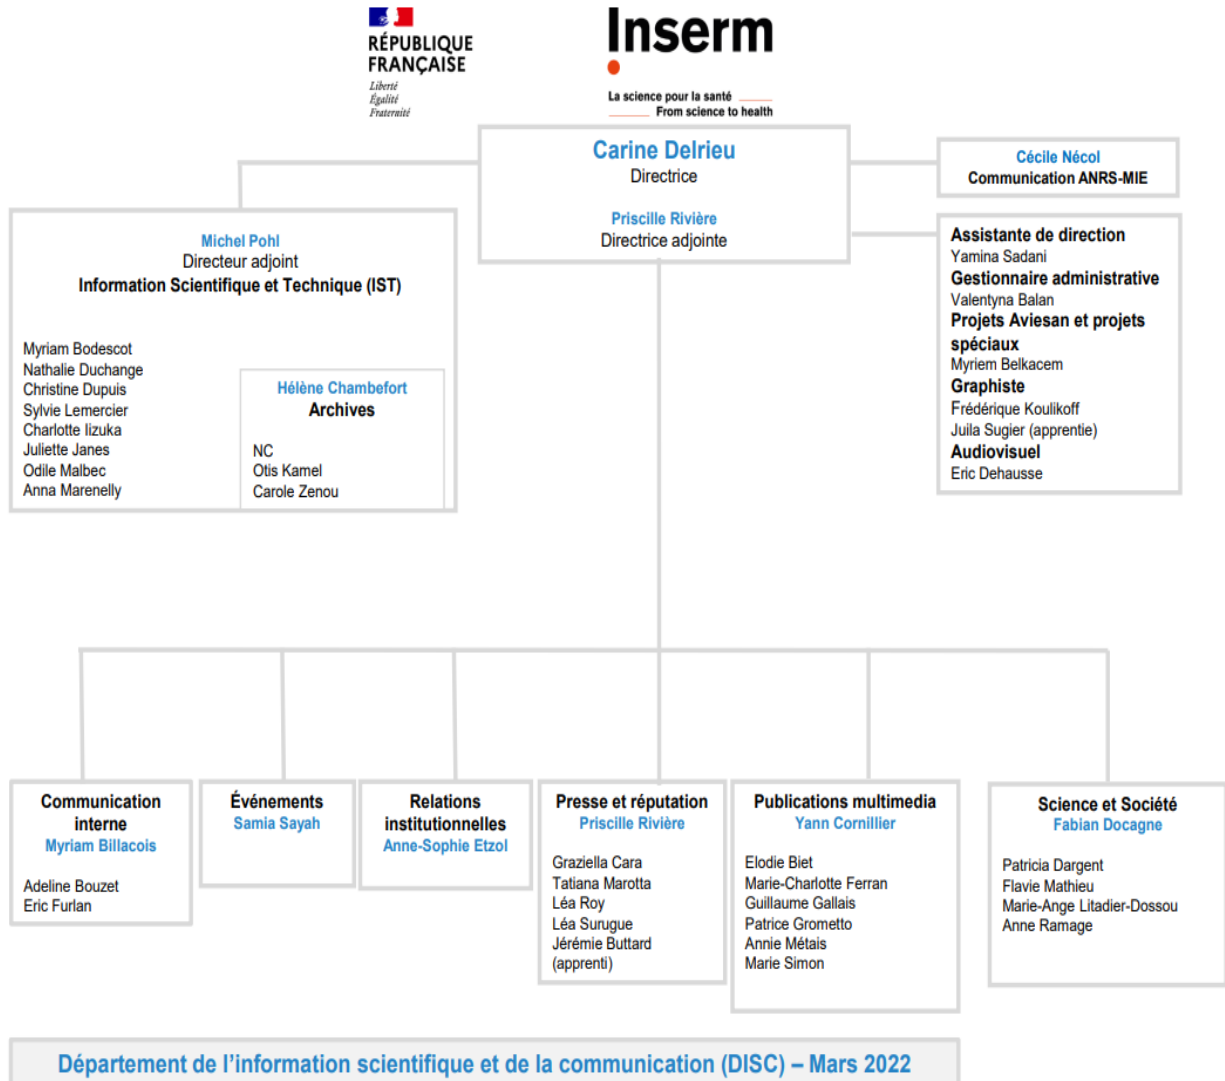 RÉPUBLIQUE
FRANÇAISE
Liberté
Égalité
Fraternité
Inserm
La science pour la santé
From science to health
Carine Delrieu
Directrice
Priscille Rivière
Directrice adjointe
Cécile Nécol
Communication ANRS-MIE
Michel Pohl
Directeur adjoint
Information Scientifique et Technique (IST)
Myriam Bodescot
Nathalie Duchange
Christine Dupuis
Sylvie Lemercier
Charlotte Iizuka
Juliette Janes
Odile Malbec
Anna Marenelly
Hélène Chambefort
Archives
NC
Otis Kamel
Carole Zenou
Assistante de direction
Yamina Sadani
Gestionnaire administrative
Valentyna Balan
Projets Aviesan et projets
spéciaux
Myriem Belkacem
Graphiste
Frédérique Koulikoff
Juila Sugier (apprentie)
Audiovisuel
Eric Dehausse
Communication
interne
Myriam Billacois
Adeline Bouzet
Eric Furlan
Événements
Samia Sayah
Relations
institutionnelles
Anne-Sophie Etzol
Presse et réputation
Priscille Rivière
Graziella Cara
Tatiana Marotta
Léa Roy
Léa Surugue
Jérémie Buttard
(apprenti)
Publications multimedia
Yann Cornillier
Elodie Biet
Marie-Charlotte Ferran
Guillaume Gallais
Patrice Grometto
Annie Métais
Marie Simon
Science et Société
Fabian Docagne
Patricia Dargent
Flavie Mathieu
Marie-Ange Litadier-Dossou
Anne Ramage
Département de l'information scientifique et de la communication (DISC) – Mars 2022